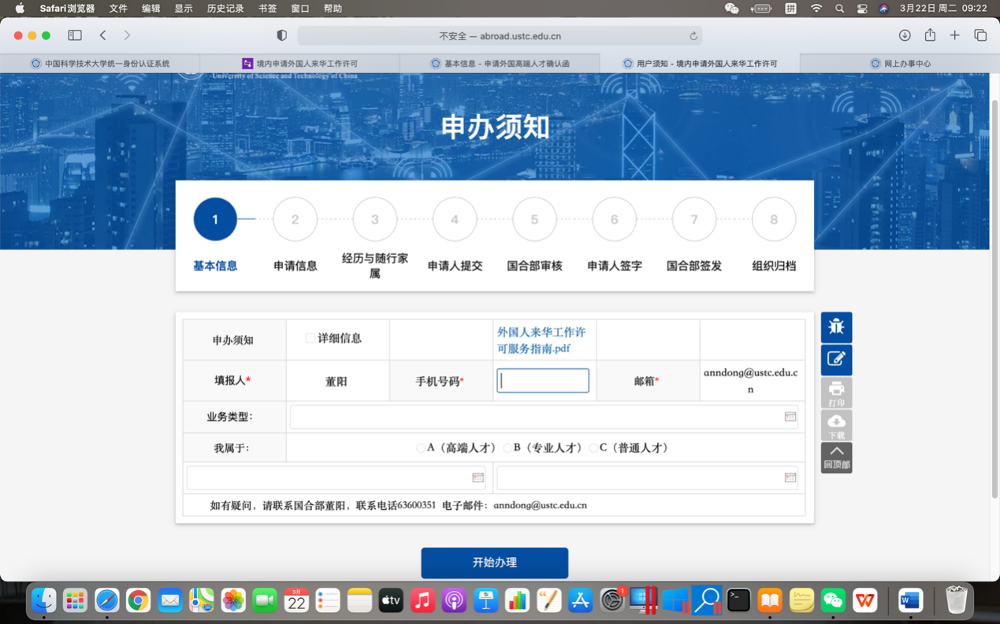 Safari浏览器 文件 编辑 显示 历史记录 书签 窗口 帮助 拼 3月22日 周二 09:22
不安全 — abroad.ustc.edu.cn
中国科学技术大学统一身份认证系统 境内申请外国人来华工作许可 基本信息 - 申请外国高端人才确认函 用户须知 - 境内申请外国人来华工作许可 网上办事中心
University of Science and Technology of China
申办须知
1 2 3 4 5 6 7 8
基本信息 申请信息 经历与随行家属 申请人提交 国合部审核 申请人签字 国合部签发 组织归档
申办须知 详细信息 外国人来华工作许可服务指南.pdf
填报人* 董阳 手机号码* 邮箱* anndong@ustc.edu.cn
业务类型：
我属于： A（高端人才） B（专业人才） C（普通人才）
如有疑问，请联系国合部董阳，联系电话63600351 电子邮件：anndong@ustc.edu.cn
打印
下载
回顶部
开始办理
3月
22
tv
1
W
W